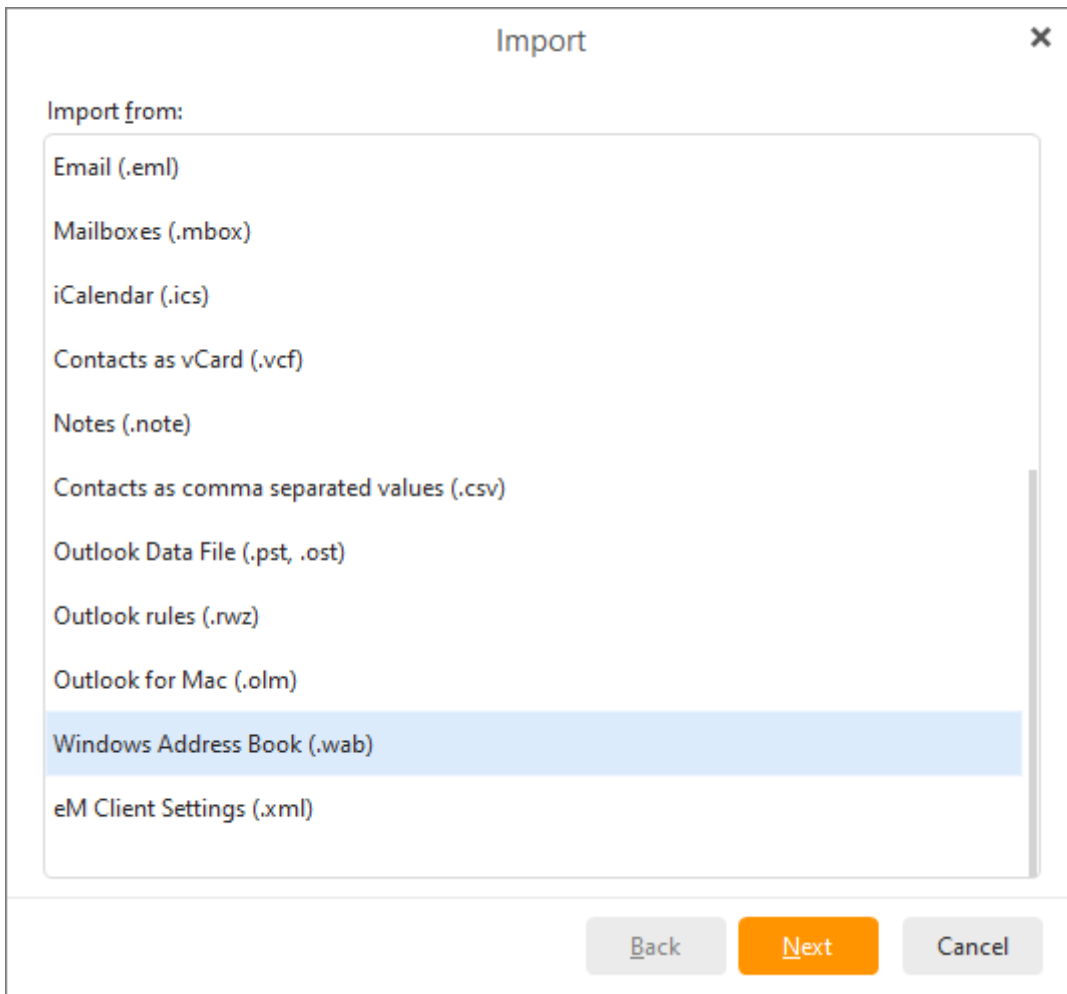 Import
Import from:
Email (.eml)
Mailboxes (.mbox)
iCalendar (.ics)
Contacts as vCard (.vcf)
Notes (.note)
Contacts as comma separated values (.csv)
Outlook Data File (.pst, .ost)
Outlook rules (.rwz)
Outlook for Mac (.olm)
Windows Address Book (.wab)
eM Client Settings (.xml)
Back Next Cancel